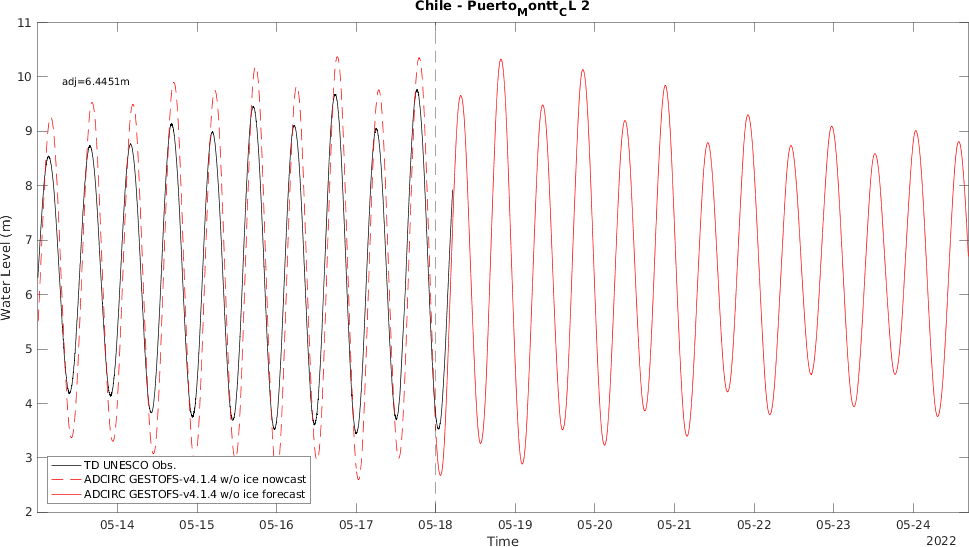 Chile - PuertoMonttCL 2
adj=6.4451m
Water Level (m)
11
10
9
8
7
6
5
4
3
2
TD UNESCO Obs.
ADCIRC GESTOFS-v4.1.4 w/o ice nowcast
ADCIRC GESTOFS-v4.1.4 w/o ice forecast
05-14 05-15 05-16 05-17 05-18 05-19 05-20 05-21 05-22 05-23 05-24
Time
2022